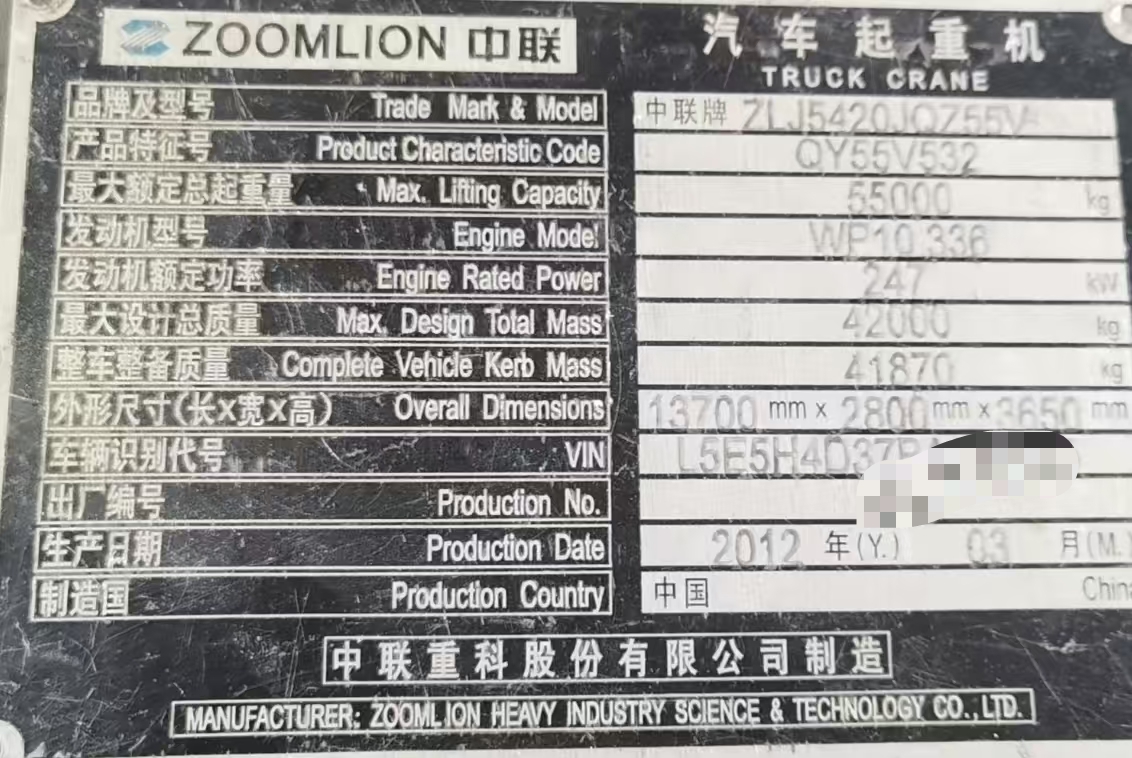 ZOOMLION 中联
汽车起重机
TRUCK CRANE
品牌及型号 Trade Mark & Model 中联牌 ZLJ5420JQZ55V
产品特征号 Product Characteristic Code QY55V532
最大额定总起重量 Max. Lifting Capacity 55000 kg
发动机型号 Engine Model WP10.336
发动机额定功率 Engine Rated Power 247 kW
最大设计总质量 Max. Design Total Mass 42000 kg
整车整备质量 Complete Vehicle Kerb Mass 41870 kg
外形尺寸(长×宽×高) Overall Dimensions 13700 mm × 2800 mm × 3650 mm
车辆识别代号 VIN L5E5H4D37
出厂编号 Production No.
生产日期 Production Date 2012 年(Y.) 03 月(M.)
制造国 Production Country 中国 China
中联重科股份有限公司制造
MANUFACTURER: ZOOMLION HEAVY INDUSTRY SCIENCE & TECHNOLOGY CO., LTD.